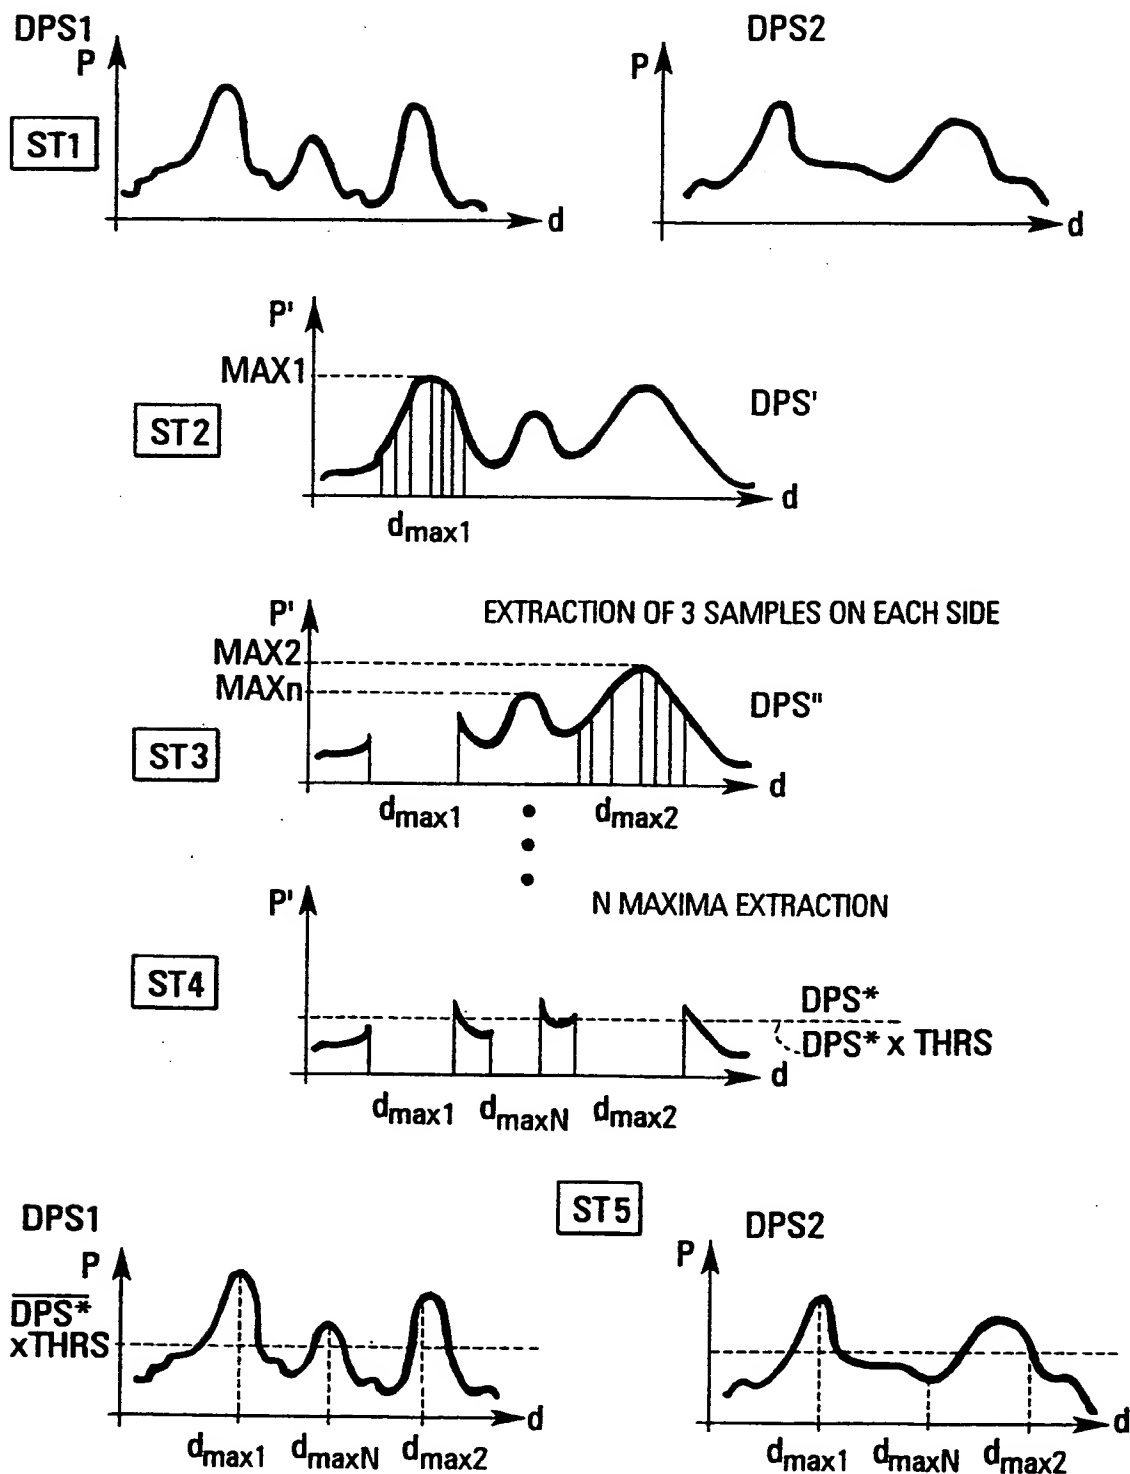 DPS1
P
ST1
d
DPS2
P
d
P'
MAX1
ST2
DPS'
d
dmax1
P'
EXTRACTION OF 3 SAMPLES ON EACH SIDE
MAX2
MAXn
DPS"
ST3
d
dmax1
dmax2
P'
N MAXIMA EXTRACTION
ST4
DPS*
DPS* x THRS
d
dmax1 dmaxN dmax2
ST5
DPS1
P
DPS*
xTHRS
d
dmax1 dmaxN dmax2
DPS2
P
d
dmax1 dmaxN dmax2